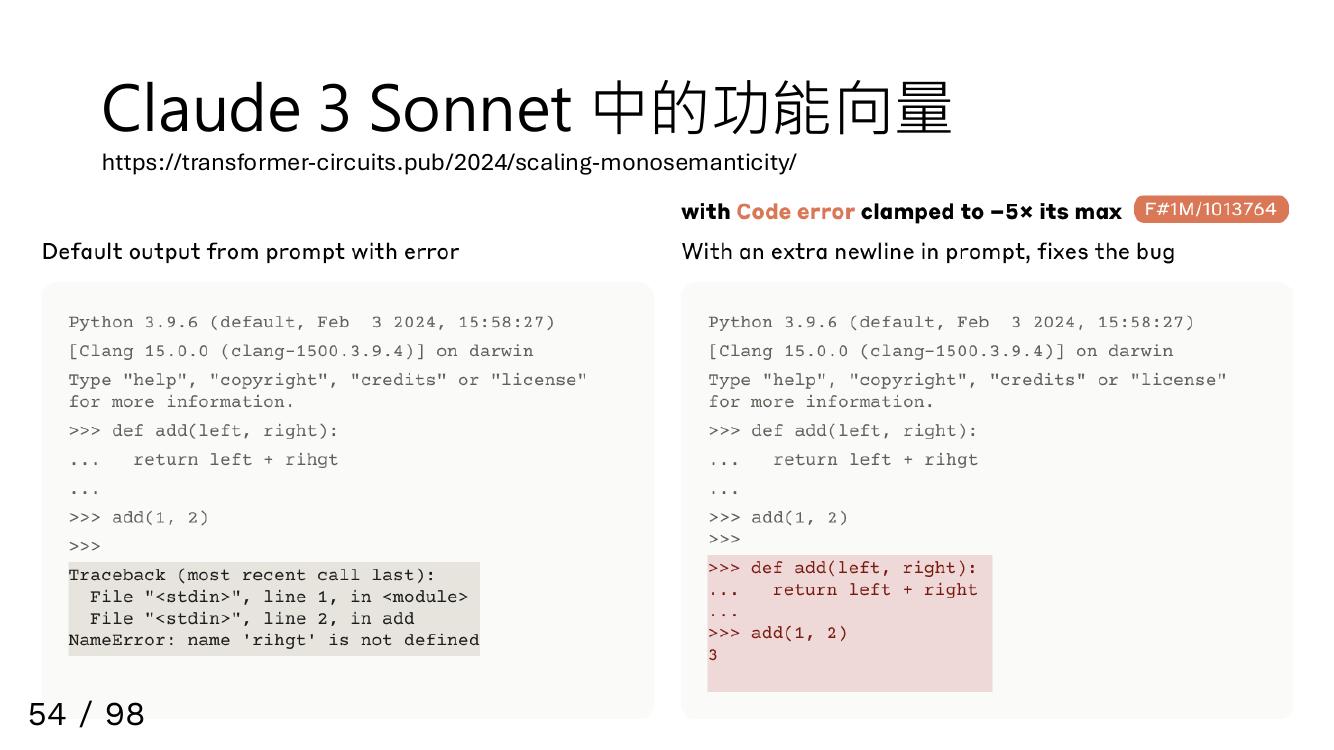 Claude 3 Sonnet 中的功能向量
https://transformer-circuits.pub/2024/scaling-monosemanticity/
Default output from prompt with error
Python 3.9.6 (default, Feb  3 2024, 15:58:27)
[Clang 15.0.0 (clang-1500.3.9.4)] on darwin
Type "help", "copyright", "credits" or "license"
for more information.
>>> def add(left, right):
...   return left + rihgt
...
>>> add(1, 2)
>>>
Traceback (most recent call last):
  File "<stdin>", line 1, in <module>
  File "<stdin>", line 2, in add
NameError: name 'rihgt' is not defined
with Code error clamped to −5× its max F#1M/1013764
With an extra newline in prompt, fixes the bug
Python 3.9.6 (default, Feb  3 2024, 15:58:27)
[Clang 15.0.0 (clang-1500.3.9.4)] on darwin
Type "help", "copyright", "credits" or "license"
for more information.
>>> def add(left, right):
...   return left + rihgt
...
>>> add(1, 2)
>>>
>>> def add(left, right):
...   return left + right
...
>>> add(1, 2)
3
54 / 98